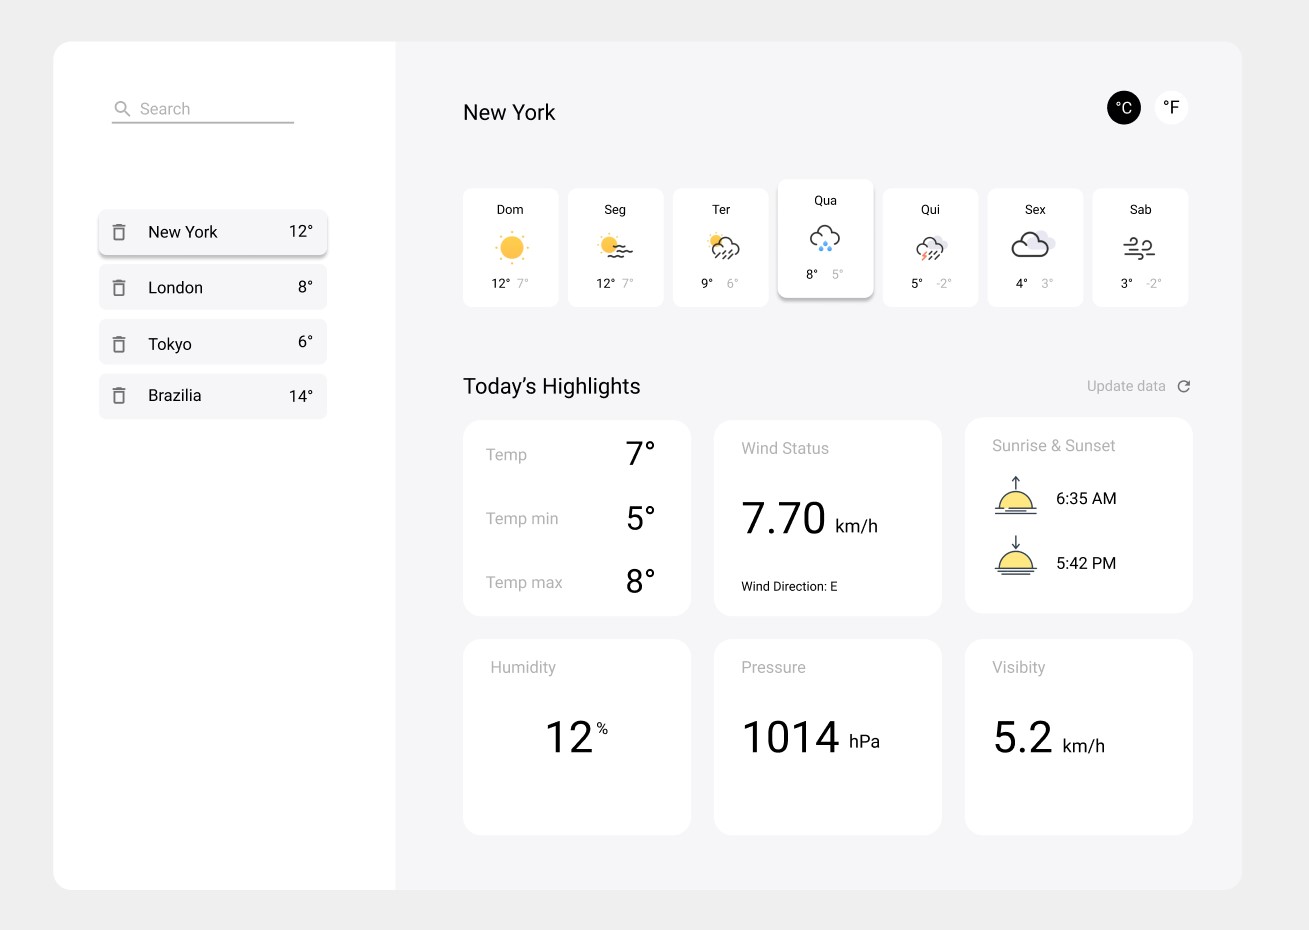 Search
New York 12°
London 8°
Tokyo 6°
Brazilia 14°
New York
°C °F
Dom
12° 7°
Seg
12° 7°
Ter
9° 6°
Qua
8° 5°
Qui
5° -2°
Sex
4° 3°
Sab
3° -2°
Today’s Highlights
Update data
Temp 7°
Temp min 5°
Temp max 8°
Wind Status
7.70 km/h
Wind Direction: E
Sunrise & Sunset
6:35 AM
5:42 PM
Humidity
12 %
Pressure
1014 hPa
Visibity
5.2 km/h